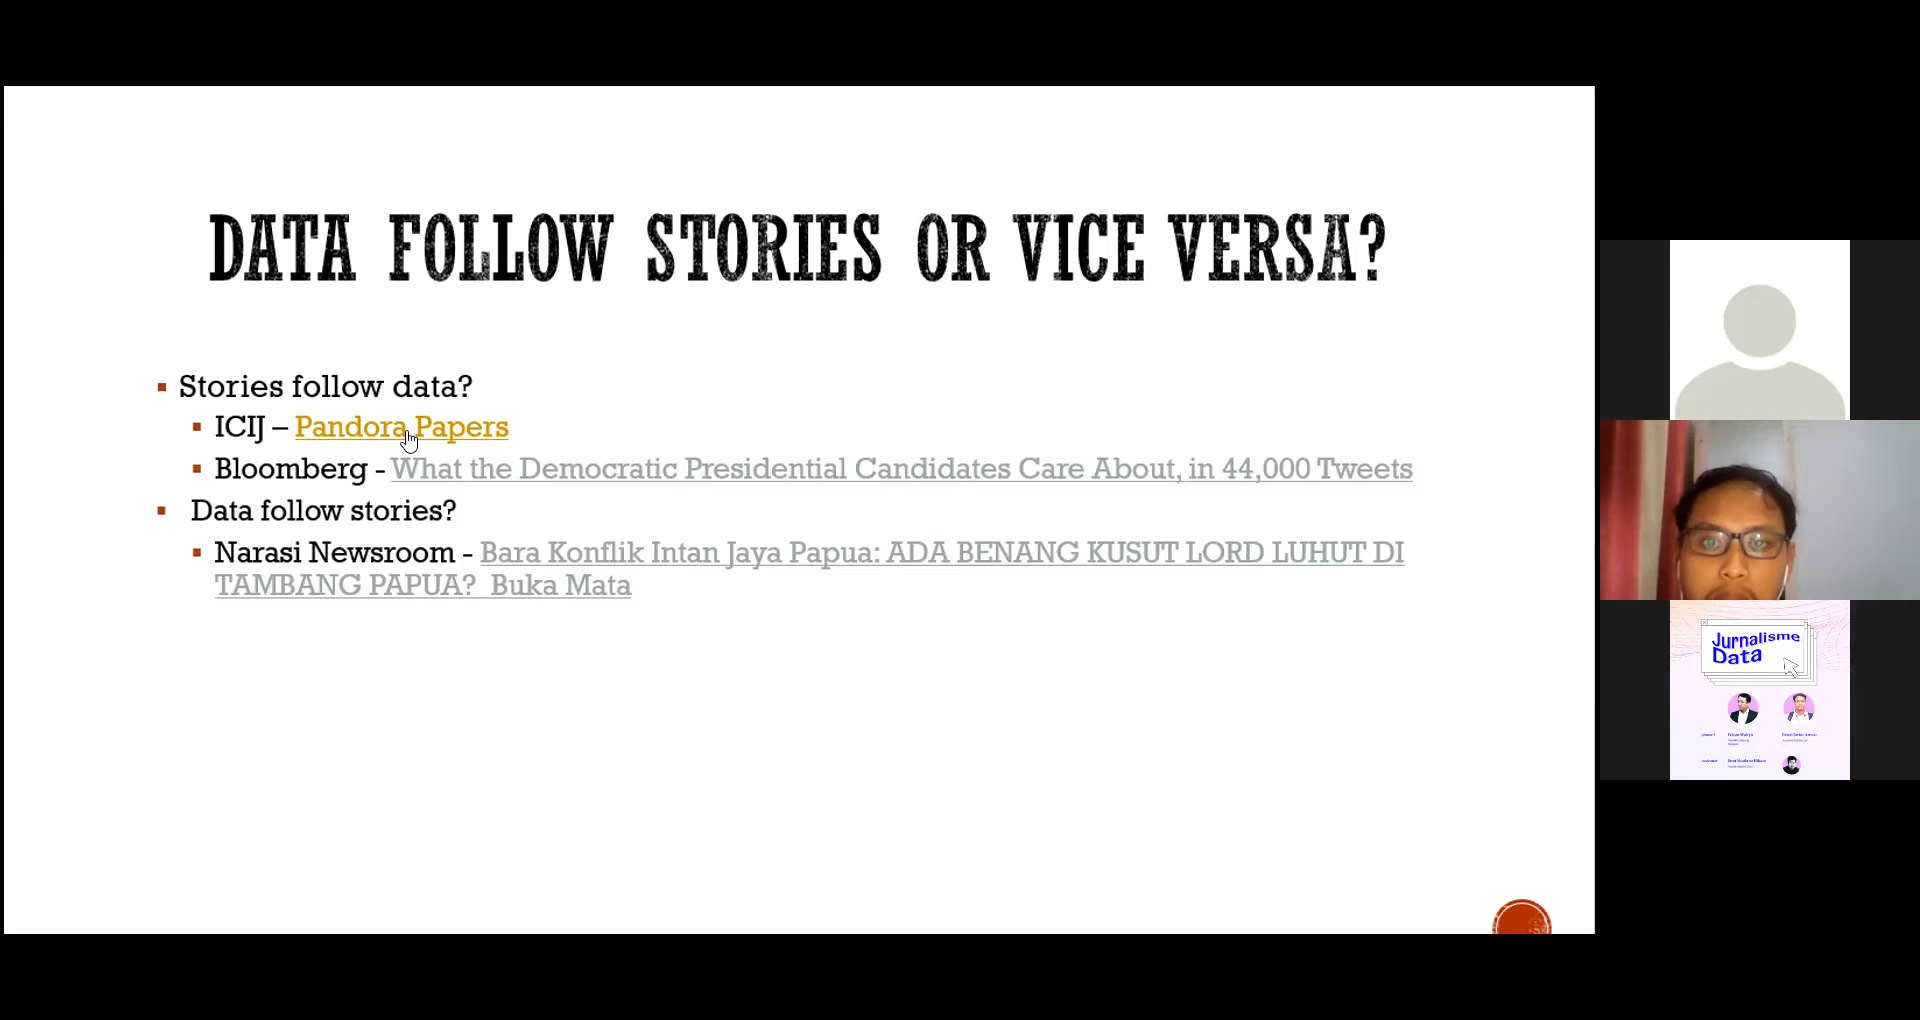 DATA FOLLOW STORIES OR VICE VERSA?
Stories follow data?
ICIJ – Pandora Papers
Bloomberg - What the Democratic Presidential Candidates Care About, in 44,000 Tweets
Data follow stories?
Narasi Newsroom - Bara Konflik Intan Jaya Papua: ADA BENANG KUSUT LORD LUHUT DI
TAMBANG PAPUA? Buka Mata
Jurnalisme
Data